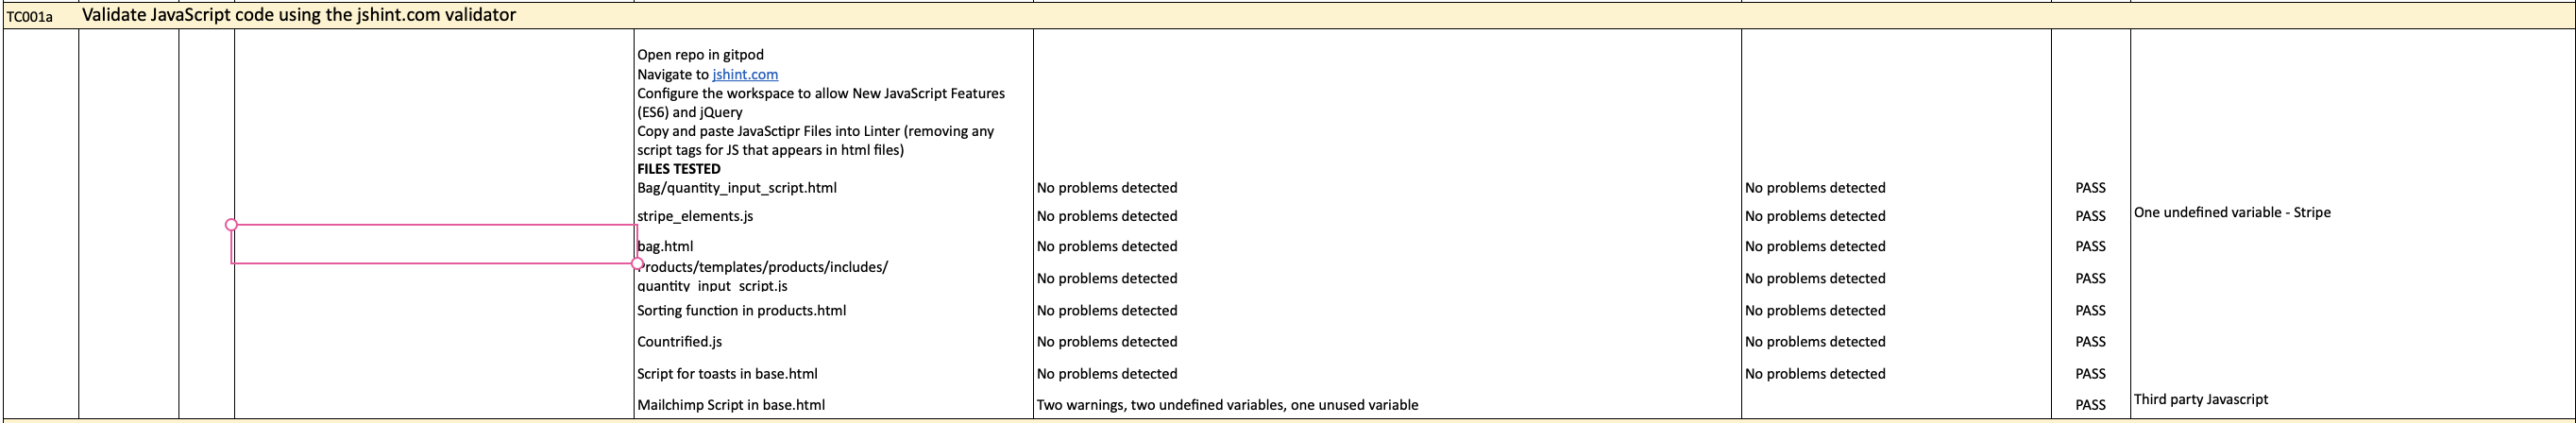 TC001a Validate JavaScript code using the jshint.com validator
Open repo in gitpod
Navigate to jshint.com
Configure the workspace to allow New JavaScript Features
(ES6) and jQuery
Copy and paste JavaSctipr Files into Linter (removing any
script tags for JS that appears in html files)
FILES TESTED
Bag/quantity_input_script.html No problems detected No problems detected PASS
stripe_elements.js No problems detected No problems detected PASS One undefined variable - Stripe
bag.html No problems detected No problems detected PASS
Products/templates/products/includes/
quantity_input_script.js No problems detected No problems detected PASS
Sorting function in products.html No problems detected No problems detected PASS
Countrified.js No problems detected No problems detected PASS
Script for toasts in base.html No problems detected No problems detected PASS
Mailchimp Script in base.html Two warnings, two undefined variables, one unused variable PASS Third party Javascript